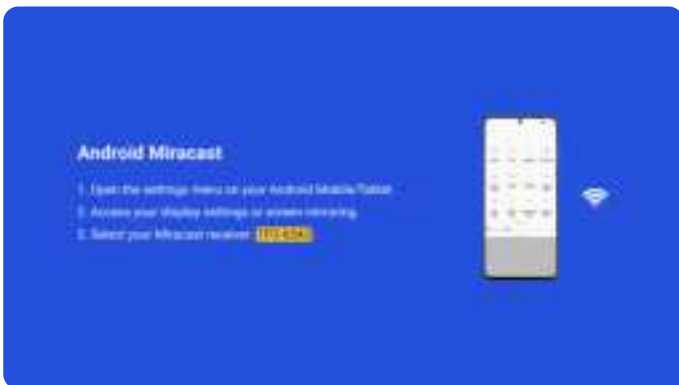 Android Miracast
1. Open the settings menu on your Android Mobile/Tablet
2. Access your display settings or screen mirroring
3. Select your Miracast receiver: